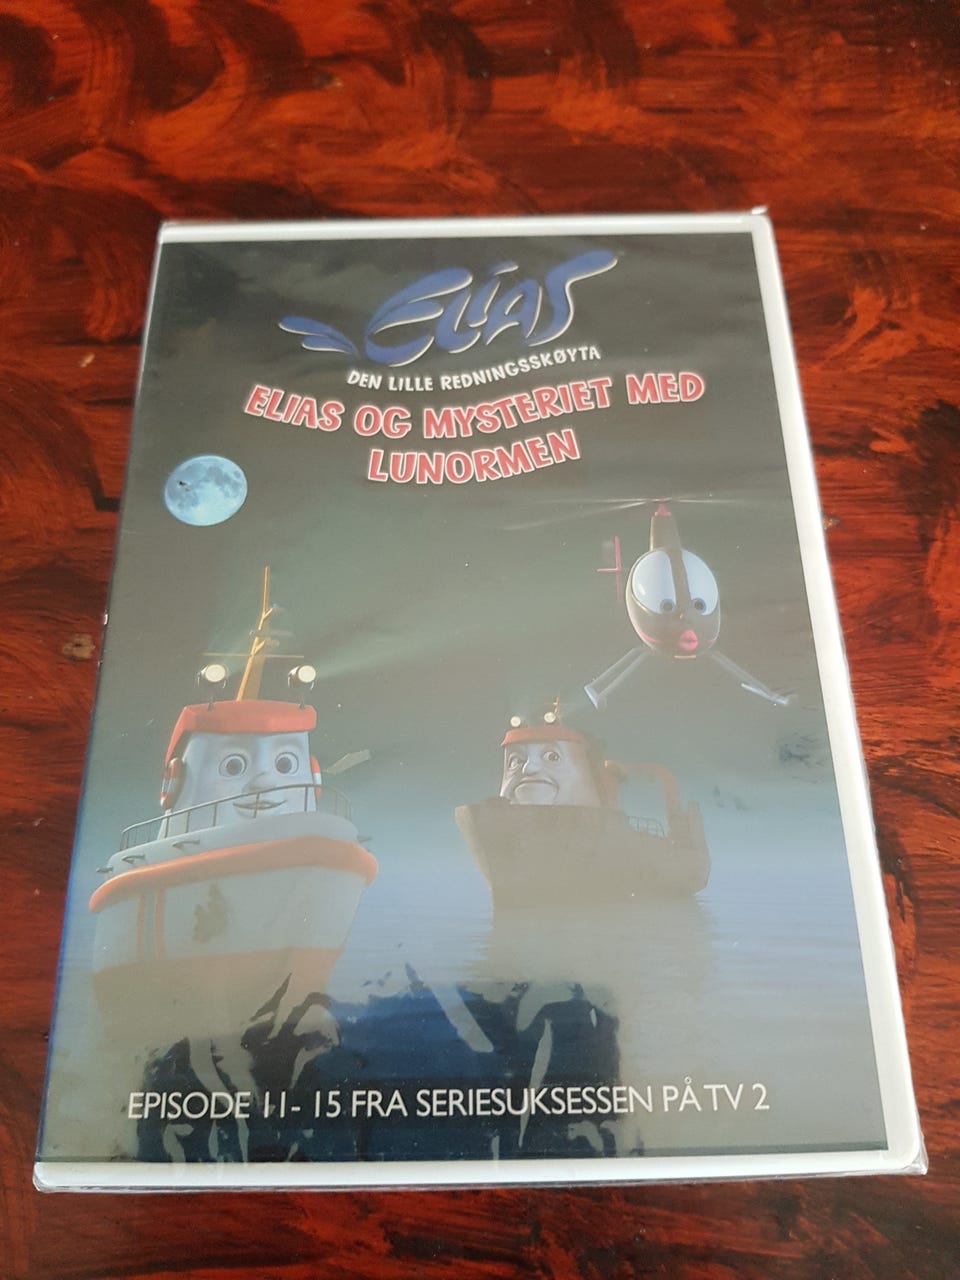 ELIAS
DEN LILLE REDNINGSSKØYTA
ELIAS OG MYSTERIET MED
LUNORMEN
EPISODE 11- 15 FRA SERIESUKSESSEN PÅ TV 2